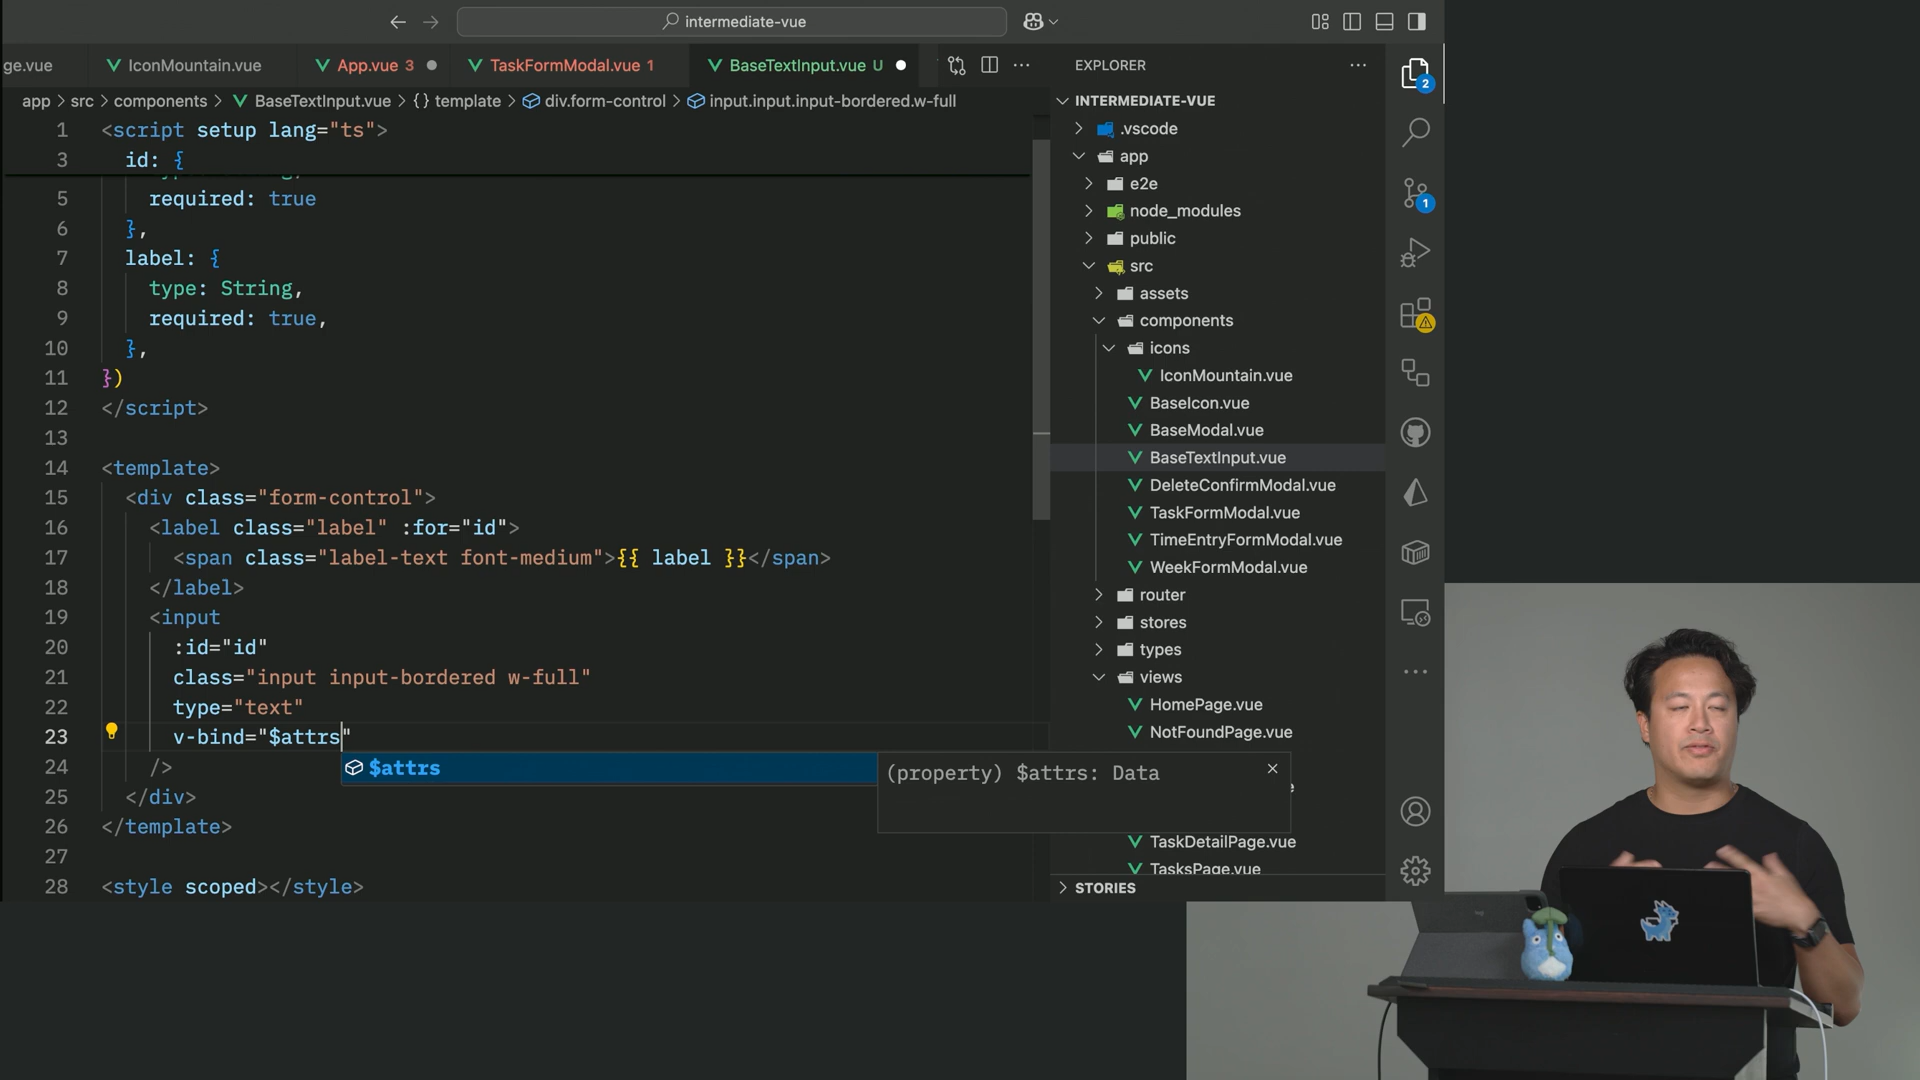 intermediate-vue
ge.vue
IconMountain.vue
App.vue 3
TaskFormModal.vue 1
BaseTextInput.vue U
app > src > components > BaseTextInput.vue > {} template > div.form-control > input.input.input-bordered.w-full
1 <script setup lang="ts">
3 id: {
5 required: true
6 },
7 label: {
8 type: String,
9 required: true,
10 },
11 })
12 </script>
13
14 <template>
15 <div class="form-control">
16 <label class="label" :for="id">
17 <span class="label-text font-medium">{{ label }}</span>
18 </label>
19 <input
20 :id="id"
21 class="input input-bordered w-full"
22 type="text"
23 v-bind="$attrs"
24 />
$attrs
(property) $attrs: Data
25 </div>
26 </template>
27
28 <style scoped></style>
EXPLORER
INTERMEDIATE-VUE
.vscode
app
e2e
node_modules
public
src
assets
components
icons
IconMountain.vue
BaseIcon.vue
BaseModal.vue
BaseTextInput.vue
DeleteConfirmModal.vue
TaskFormModal.vue
TimeEntryFormModal.vue
WeekFormModal.vue
router
stores
types
views
HomePage.vue
NotFoundPage.vue
TaskDetailPage.vue
TasksPage.vue
STORIES
2
1